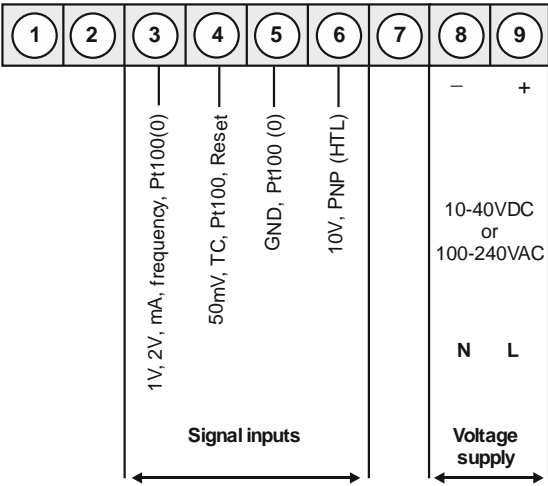 1 2 3 4 5 6 7 8 9
− +
1V, 2V, mA, frequency, Pt100(0)
50mV, TC, Pt100, Reset
GND, Pt100 (0)
10V, PNP (HTL)
10-40VDC
or
100-240VAC
N L
Signal inputs
Voltage
supply